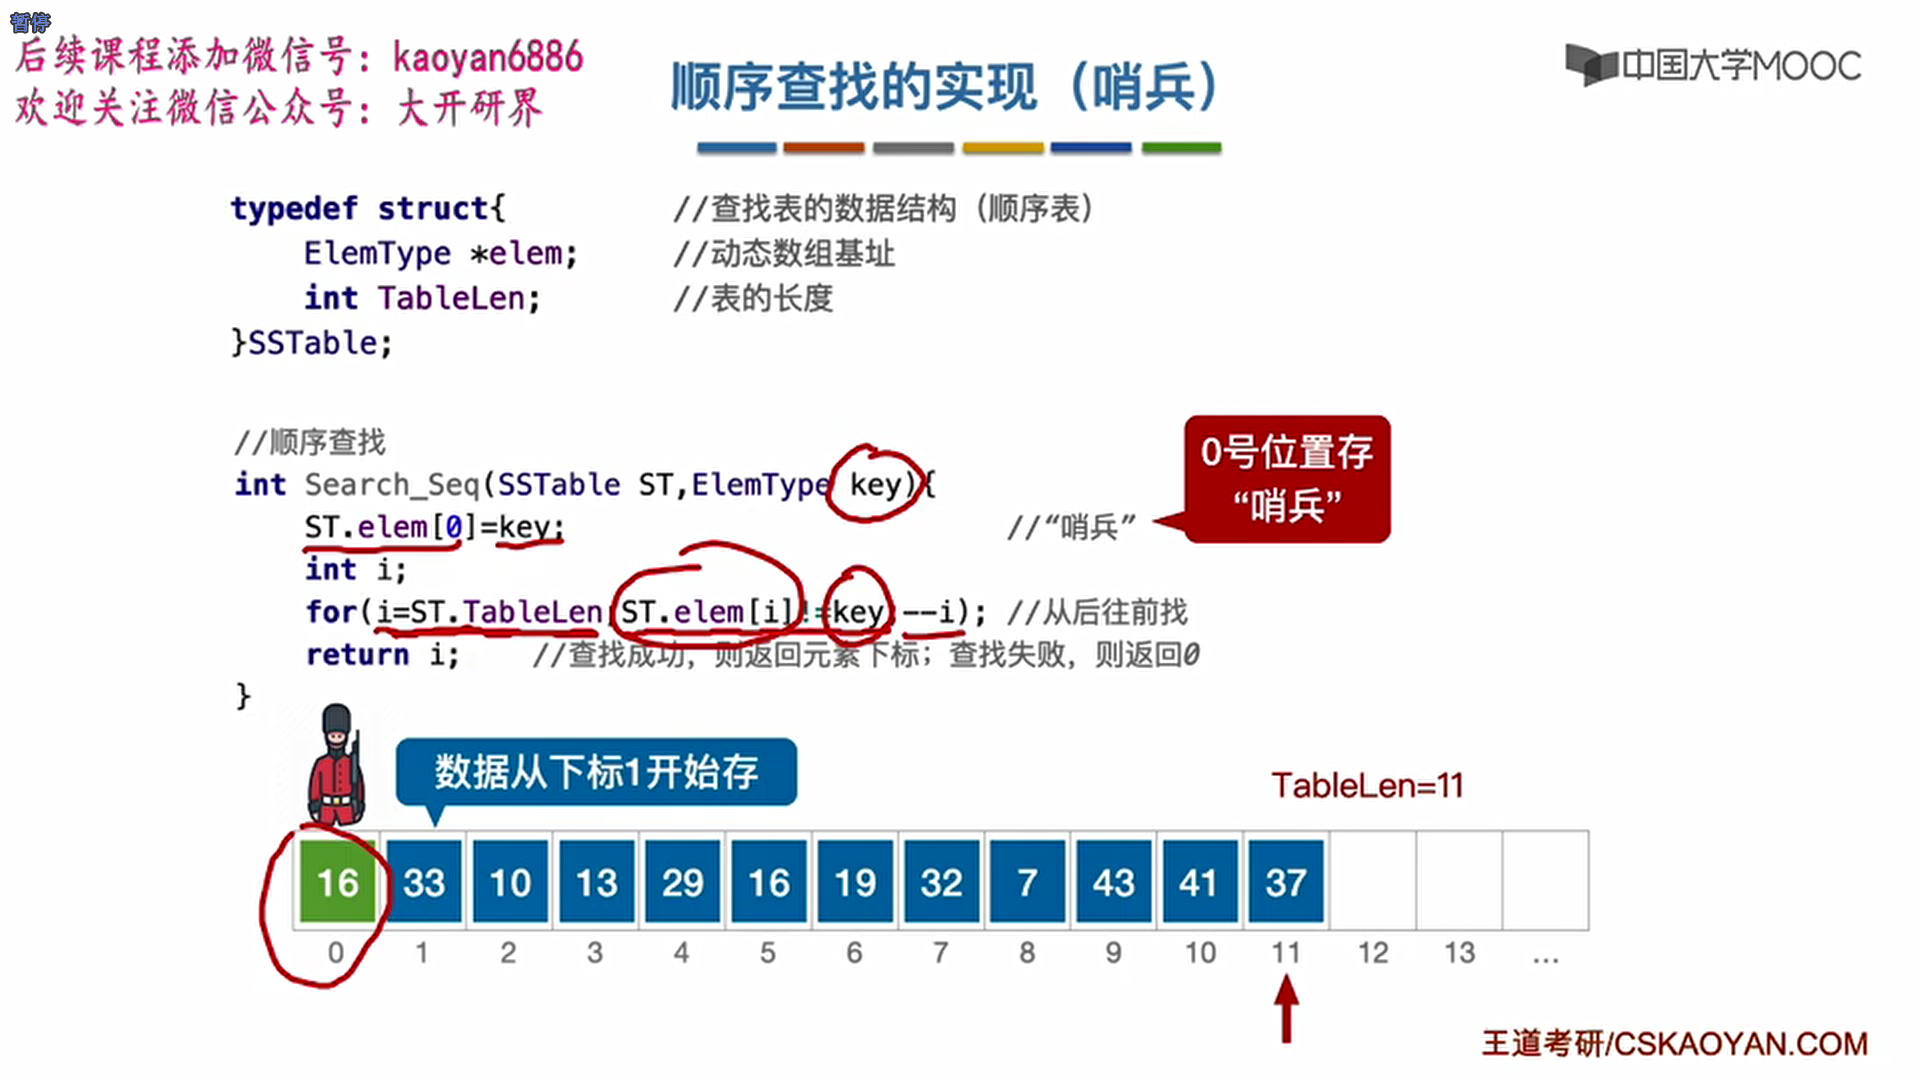 暂停
后续课程添加微信号：kaoyan6886
欢迎关注微信公众号：大开研界
顺序查找的实现（哨兵）
中国大学MOOC
typedef struct{ //查找表的数据结构（顺序表）
ElemType *elem; //动态数组基址
int TableLen; //表的长度
}SSTable;
//顺序查找
int Search_Seq(SSTable ST,ElemType key){
ST.elem[0]=key; //“哨兵”
int i;
for(i=ST.TableLen;ST.elem[i]!=key;--i); //从后往前找
return i; //查找成功，则返回元素下标；查找失败，则返回0
}
0号位置存
“哨兵”
数据从下标1开始存
TableLen=11
16 33 10 13 29 16 19 32 7 43 41 37
0 1 2 3 4 5 6 7 8 9 10 11 12 13 ...
王道考研/CSKAOYAN.COM